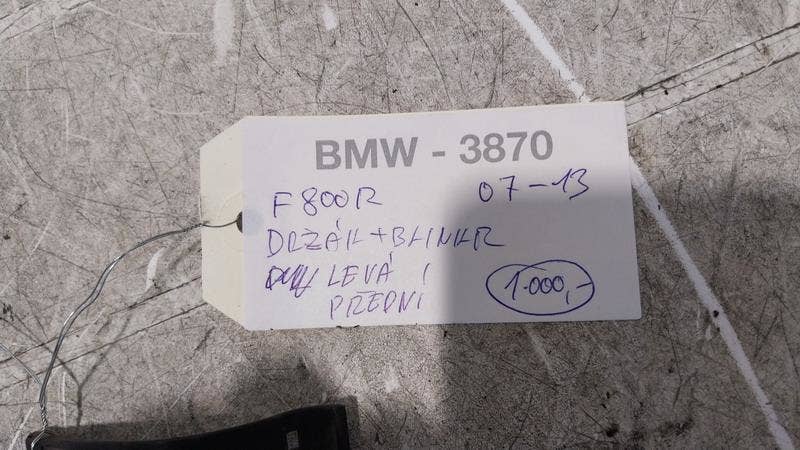 BMW - 3870
F800R 07-13
DRŽÁK + BLINKR
LEVÁ
PŘEDNÍ 1.000,-